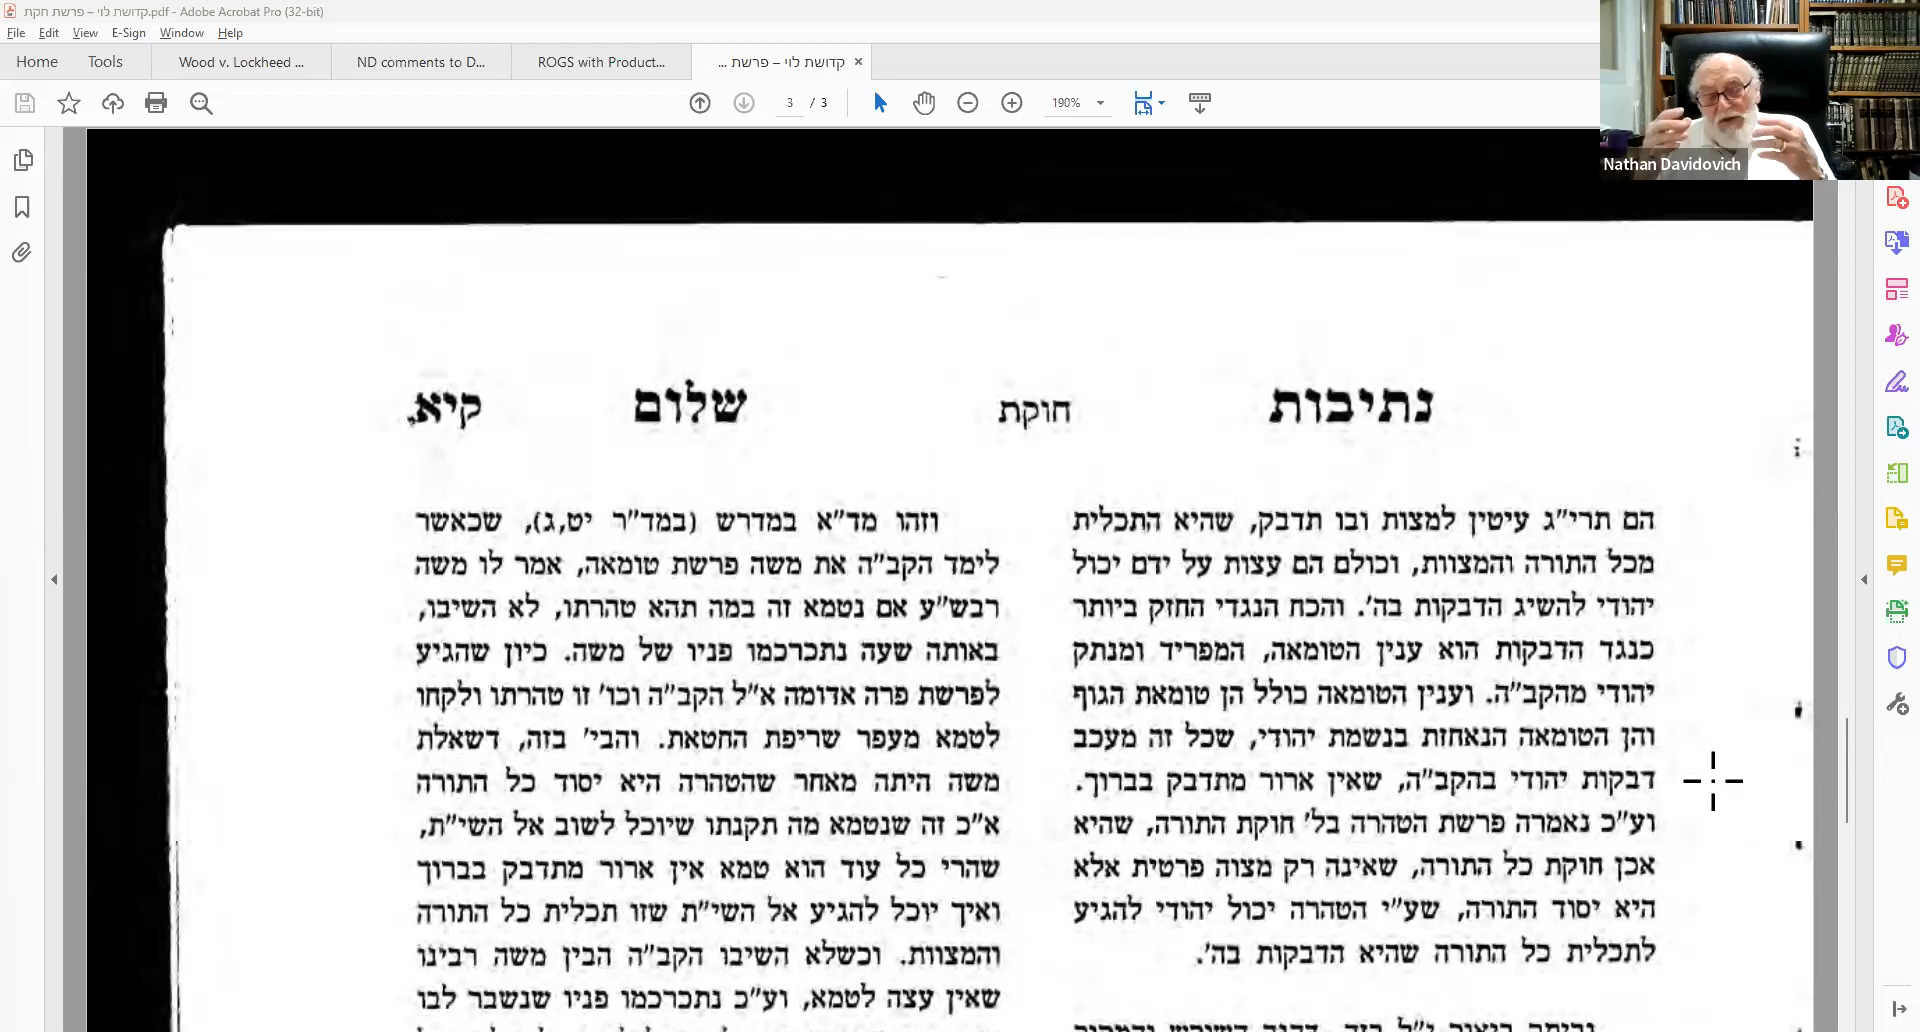 קדושת לוי – פרשת חקת.pdf - Adobe Acrobat Pro (32-bit)
File Edit View E-Sign Window Help
Home Tools Wood v. Lockheed ... ND comments to D... ROGS with Product... קדושת לוי – פרשת ... ×
3 / 3 190%
Nathan Davidovich
נתיבות חוקת שלום קיא
הם תרי״ג עיטין למצות ובו תדבק, שהיא התכלית
מכל התורה והמצוות, וכולם הם עצות על ידם יכול
יהודי להשיג הדבקות בה׳. והכח הנגדי החזק ביותר
כנגד הדבקות הוא ענין הטומאה, המפריד ומנתק
יהודי מהקב״ה. וענין הטומאה כולל הן טומאת הגוף
והן הטומאה הנאחזת בנשמת יהודי, שכל זה מעכב
דבקות יהודי בהקב״ה, שאין ארור מתדבק בברוך.
וע״כ נאמרה פרשת הטהרה בל׳ חוקת התורה, שהיא
אכן חוקת כל התורה, שאינה רק מצוה פרטית אלא
היא יסוד התורה, שע״י הטהרה יכול יהודי להגיע
לתכלית כל התורה שהיא הדבקות בה׳.
וזהו מד״א במדרש (במד״ר יט,ג), שכאשר
לימד הקב״ה את משה פרשת טומאה, אמר לו משה
רבש״ע אם נטמא זה במה תהא טהרתו, לא השיבו,
באותה שעה נתכרכמו פניו של משה. כיון שהגיע
לפרשת פרה אדומה א״ל הקב״ה וכו׳ זו טהרתו ולקחו
לטמא מעפר שריפת החטאת. והבי׳ בזה, דשאלת
משה היתה מאחר שהטהרה היא יסוד כל התורה
א״כ זה שנטמא מה תקנתו שיוכל לשוב אל השי״ת,
שהרי כל עוד הוא טמא אין ארור מתדבק בברוך
ואיך יוכל להגיע אל השי״ת שזו תכלית כל התורה
והמצוות. וכשלא השיבו הקב״ה הבין משה רבינו
שאין עצה לטמא, וע״כ נתכרכמו פניו שנשבר לבו